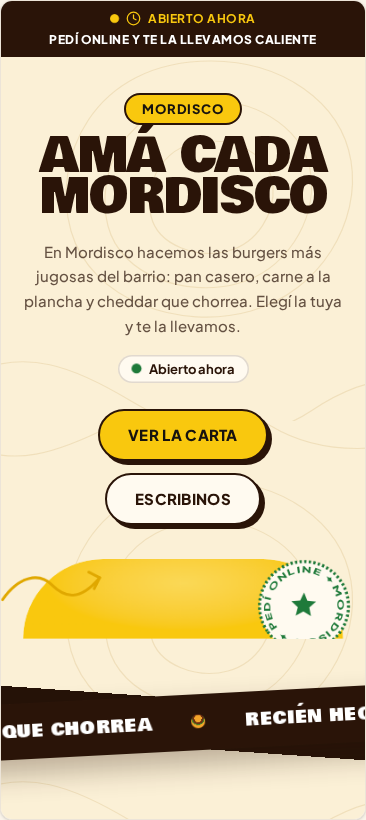 ABIERTO AHORA
PEDÍ ONLINE Y TE LA LLEVAMOS CALIENTE
MORDISCO
AMÁ CADA
MORDISCO
En Mordisco hacemos las burgers más
jugosas del barrio: pan casero, carne a la
plancha y cheddar que chorrea. Elegí la tuya
y te la llevamos.
Abierto ahora
VER LA CARTA
ESCRIBINOS
PEDÍ ONLINE ✦ MORDIS
QUE CHORREA
RECIÉN HEC